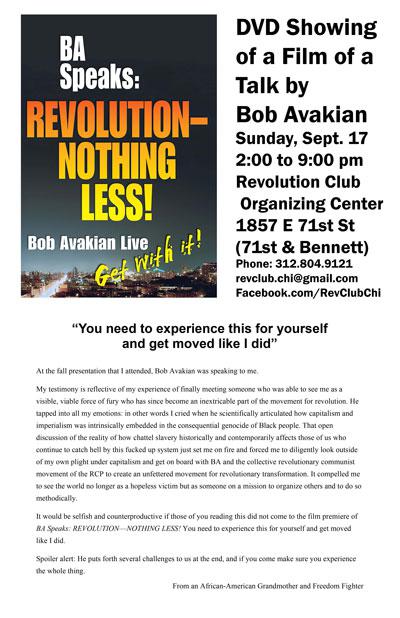 BA
Speaks:
REVOLUTION—
NOTHING
LESS!
Bob Avakian Live
Get with it!
DVD Showing
of a Film of a
Talk by
Bob Avakian
Sunday, Sept. 17
2:00 to 9:00 pm
Revolution Club
Organizing Center
1857 E 71st St
(71st & Bennett)
Phone: 312.804.9121
revclub.chi@gmail.com
Facebook.com/RevClubChi
“You need to experience this for yourself
and get moved like I did”
At the fall presentation that I attended, Bob Avakian was speaking to me.
My testimony is reflective of my experience of finally meeting someone who was able to see me as a
visible, viable force of fury who has since become an inextricable part of the movement for revolution. He
tapped into all my emotions: in other words I cried when he scientifically articulated how capitalism and
imperialism was intrinsically embedded in the consequential genocide of Black people. That open
discussion of the reality of how chattel slavery historically and contemporarily affects those of us who
continue to catch hell by this fucked up system just set me on fire and forced me to diligently look outside
of my own plight under capitalism and get on board with BA and the collective revolutionary communist
movement of the RCP to create an unfettered movement for revolutionary transformation. It compelled me
to see the world no longer as a hopeless victim but as someone on a mission to organize others and to do so
methodically.
It would be selfish and counterproductive if those of you reading this did not come to the film premiere of
BA Speaks: REVOLUTION—NOTHING LESS! You need to experience this for yourself and get moved
like I did.
Spoiler alert: He puts forth several challenges to us at the end, and if you come make sure you experience
the whole thing.
From an African-American Grandmother and Freedom Fighter